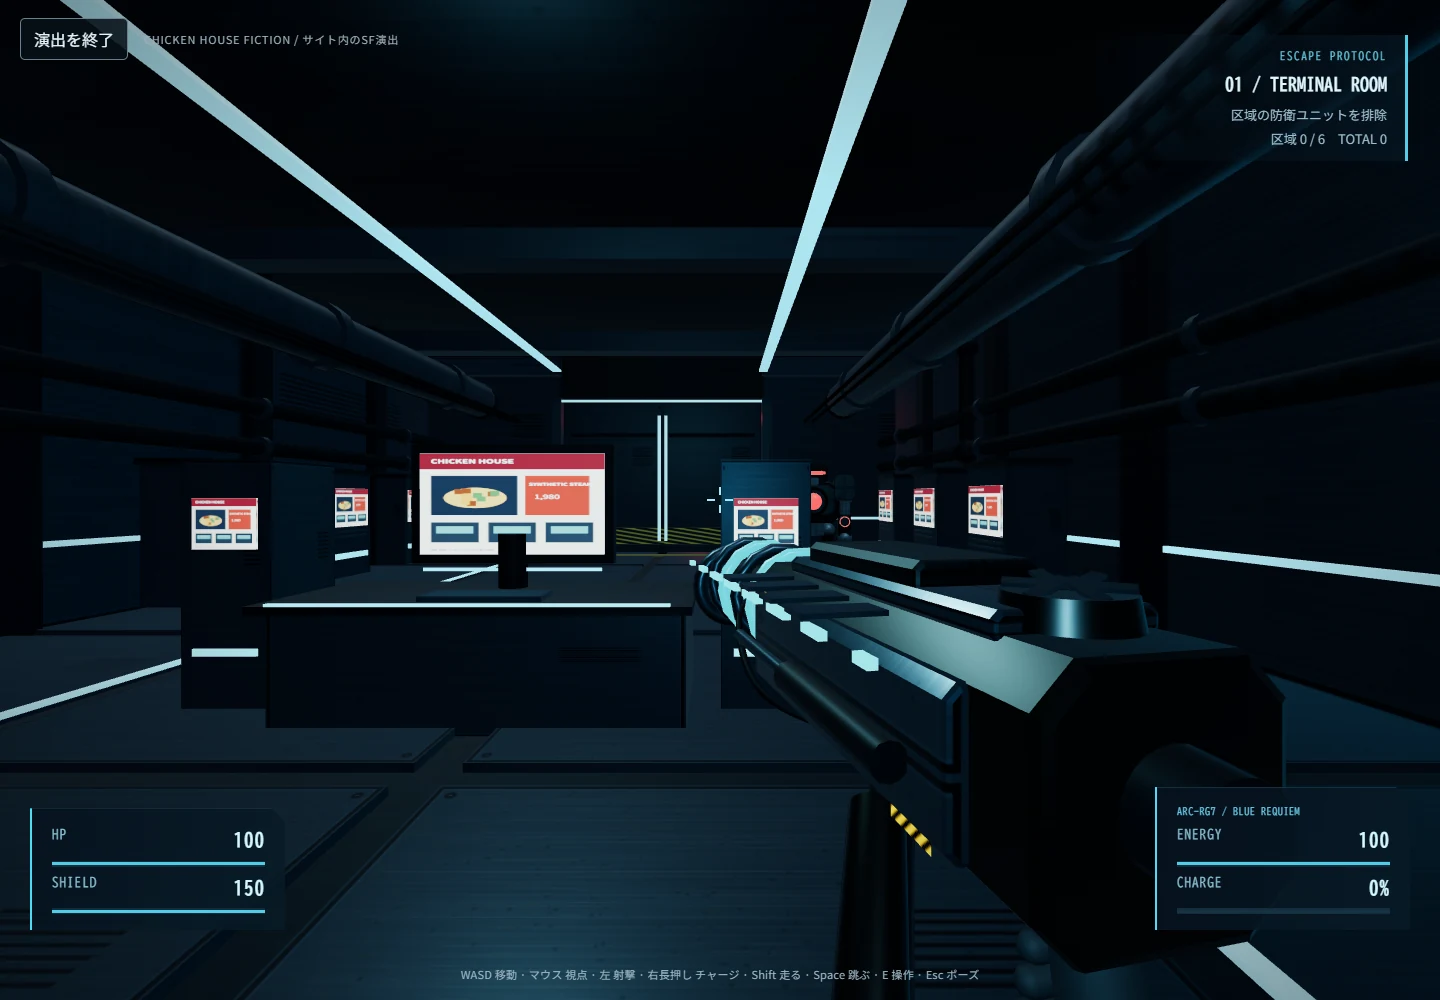 演出を終了
CHICKEN HOUSE FICTION / サイト内のSF演出
ESCAPE PROTOCOL
01 / TERMINAL ROOM
区域の防衛ユニットを排除
区域 0 / 6 TOTAL 0
CHICKEN HOUSE
1,980
HP 100
SHIELD 150
ARC-RG7 / BLUE REQUIEM
ENERGY 100
CHARGE 0%
WASD 移動 · マウス 視点 · 左 射撃 · 右長押し チャージ · Shift 走る · Space 跳ぶ · E 操作 · Esc ポーズ